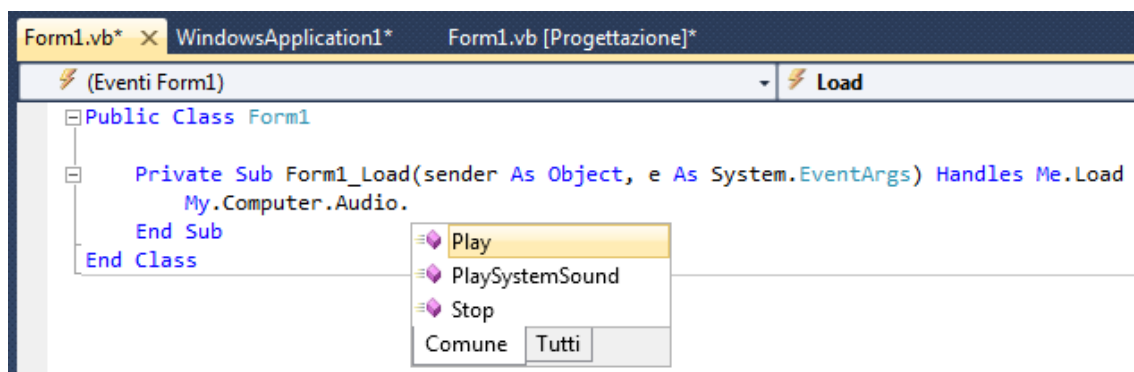 Form1.vb* WindowsApplication1* Form1.vb [Progettazione]*
(Eventi Form1) Load
Public Class Form1
Private Sub Form1_Load(sender As Object, e As System.EventArgs) Handles Me.Load
My.Computer.Audio.
End Sub
End Class
Play
PlaySystemSound
Stop
Comune Tutti